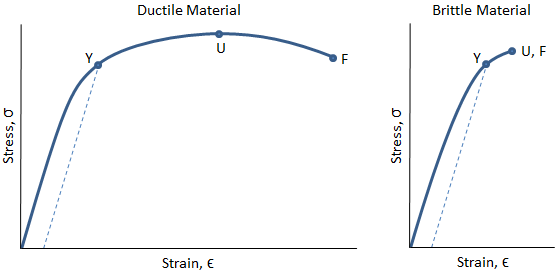 Ductile Material
Y
U
F
Stress, σ
Strain, ϵ
Brittle Material
Y
U, F
Stress, σ
Strain, ϵ